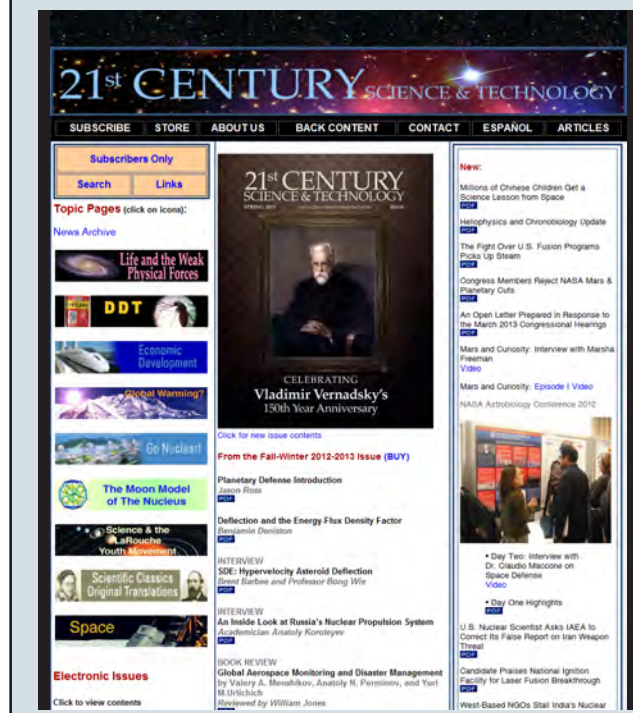 21st CENTURY SCIENCE & TECHNOLOGY
SUBSCRIBE STORE ABOUT US BACK CONTENT CONTACT ESPAÑOL ARTICLES
Subscribers Only
Search Links
Topic Pages (click on icons):
News Archive
Life and the Weak
Physical Forces
DDT
Economic
Development
Global Warming?
Go Nuclear!
The Moon Model
of The Nucleus
Science & the
LaRouche
Youth Movement
Scientific Classics
Original Translations
Space
Electronic Issues
Click to view contents
21st CENTURY
SCIENCE & TECHNOLOGY
CELEBRATING
Vladimir Vernadsky's
150th Year Anniversary
Click for new issue contents
From the Fall-Winter 2012-2013 Issue (BUY)
Planetary Defense Introduction
Jason Ross
PDF
Deflection and the Energy-Flux Density Factor
Benjamin Deniston
PDF
INTERVIEW
SDE: Hypervelocity Asteroid Deflection
Brent Barbee and Professor Bong Wie
PDF
INTERVIEW
An Inside Look at Russia's Nuclear Propulsion System
Academician Anatoly Koroteyev
PDF
BOOK REVIEW
Global Aerospace Monitoring and Disaster Management
by Valery A. Menshikov, Anatoly N. Perminov, and Yuri
M.Urlichich
Reviewed by William Jones
PDF
New:
Millions of Chinese Children Get a
Science Lesson from Space
PDF
Heliophysics and Chronobiology Update
PDF
The Fight Over U.S. Fusion Programs
Picks Up Steam
PDF
Congress Members Reject NASA Mars &
Planetary Cuts
PDF
An Open Letter Prepared in Response to
the March 2013 Congressional Hearings
PDF
Mars and Curiosity: Interview with Marsha
Freeman
Video
Mars and Curiosity: Episode I Video
NASA Astrobiology Conference 2012
• Day Two: Interview with
Dr. Claudio Maccone on
Space Defense
Video
• Day One Highlights
PDF
U.S. Nuclear Scientist Asks IAEA to
Correct Its False Report on Iran Weapon
Threat
PDF
Candidate Praises National Ignition
Facility for Laser Fusion Breakthrough
PDF
West-Based NGOs Stall India's Nuclear